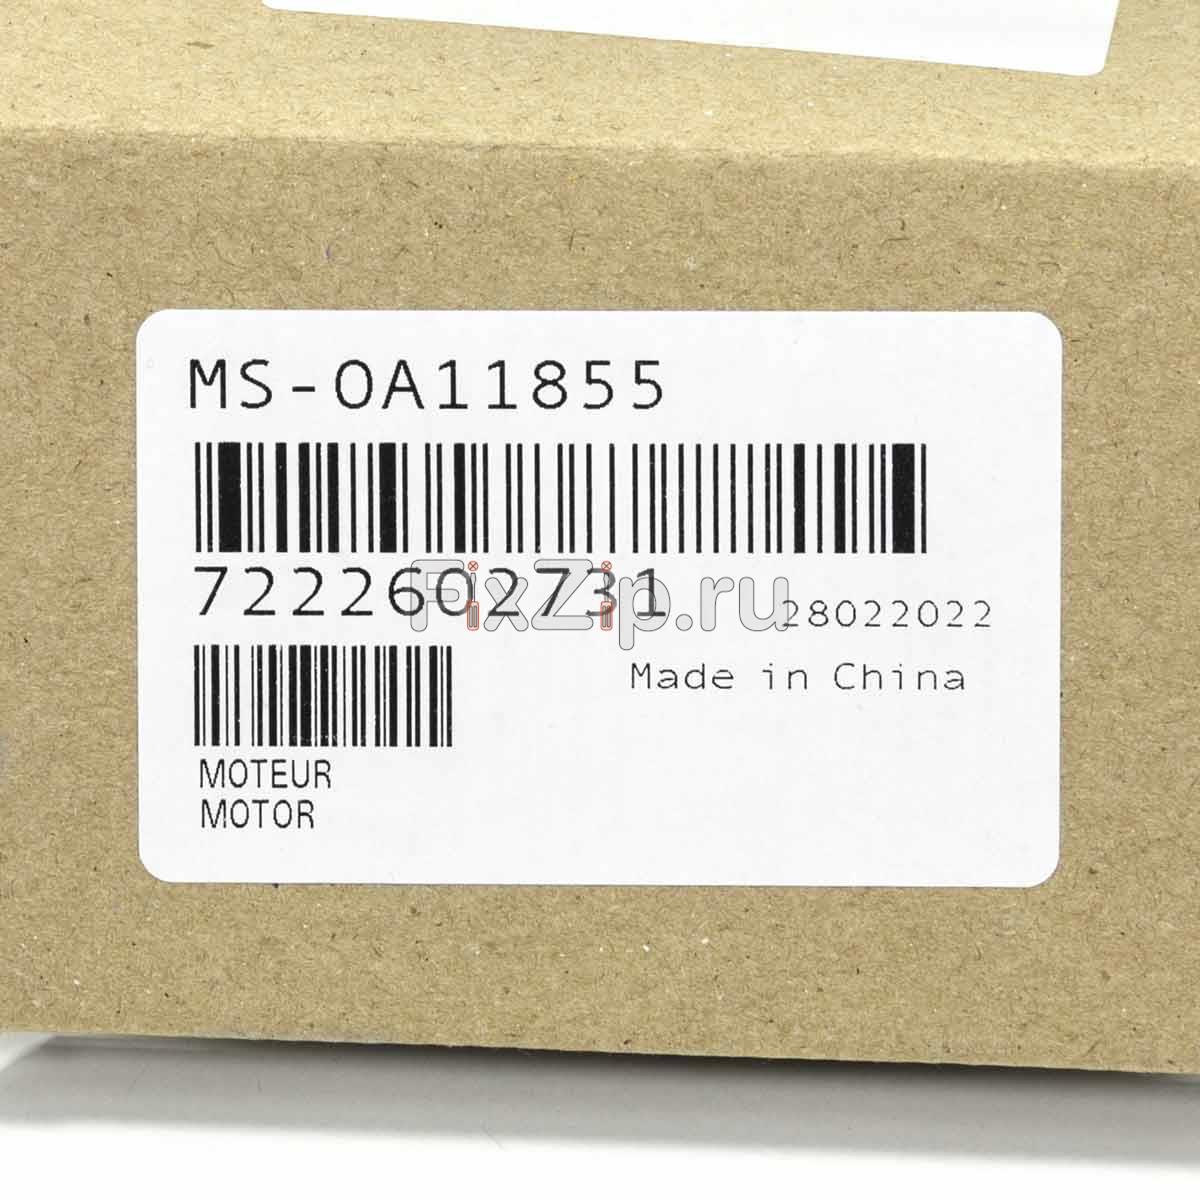 MS-0A11855
7222602731
FixZip.ru
28022022
Made in China
MOTEUR
MOTOR